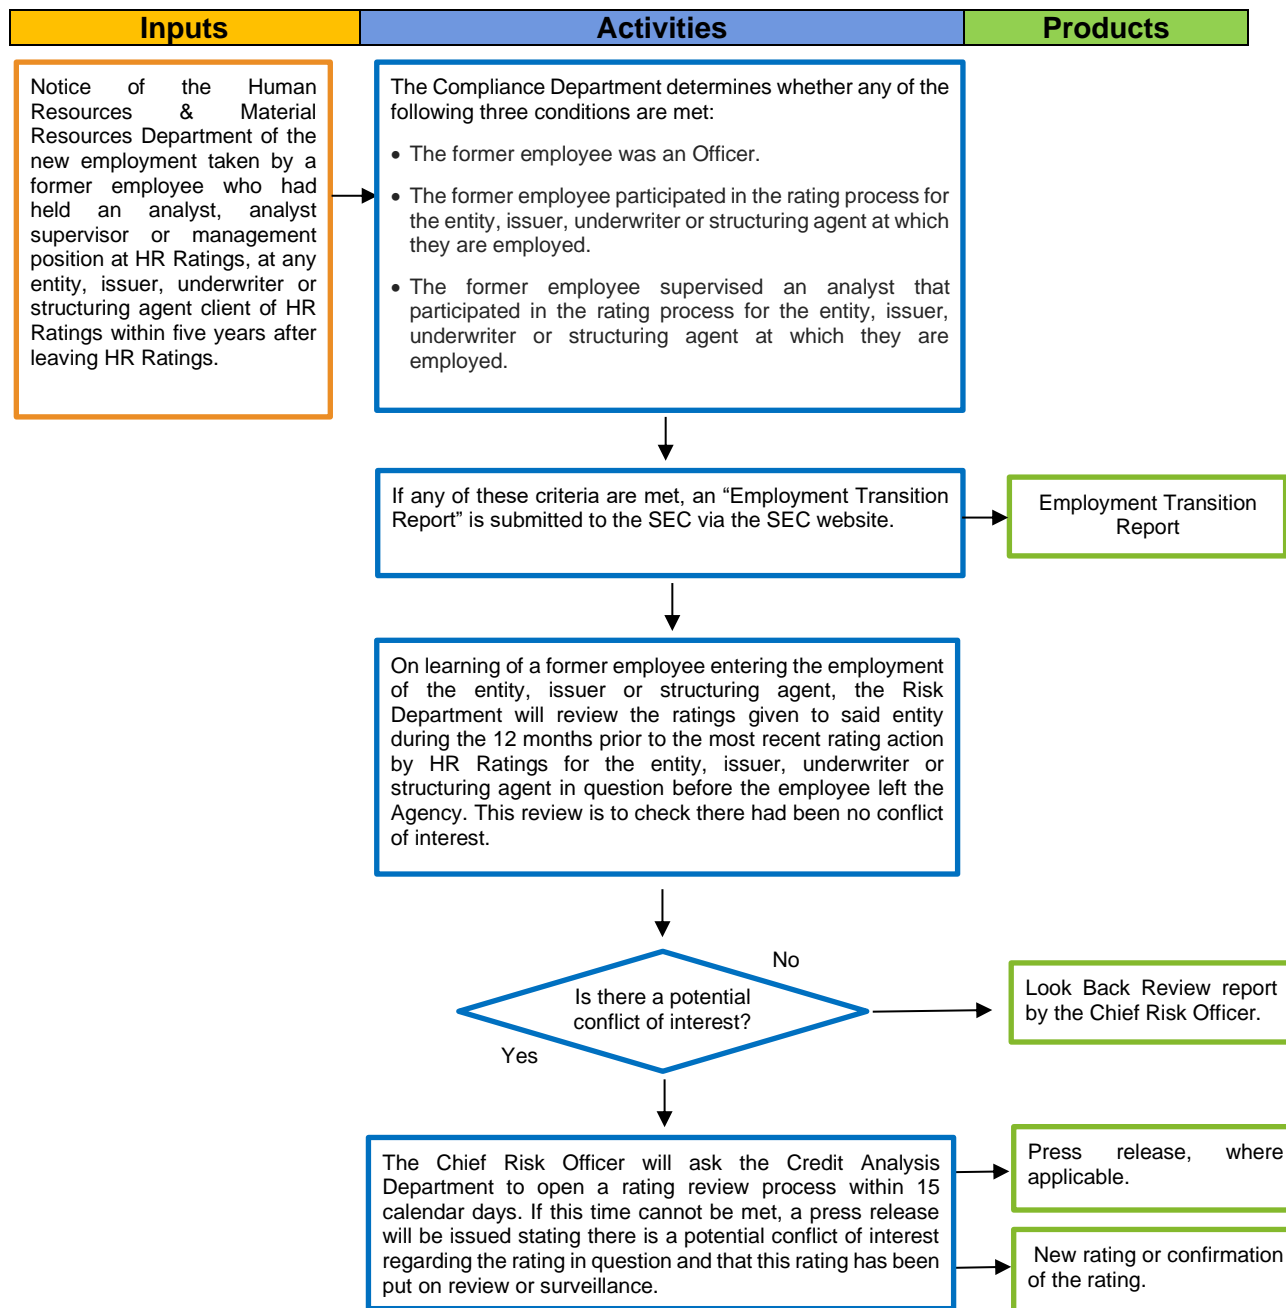 Inputs
Activities
Products
Notice of the Human
Resources & Material
Resources Department of the
new employment taken by a
former employee who had
held an analyst, analyst
supervisor or management
position at HR Ratings, at any
entity, issuer, underwriter or
structuring agent client of HR
Ratings within five years after
leaving HR Ratings.
The Compliance Department determines whether any of the
following three conditions are met:
• The former employee was an Officer.
• The former employee participated in the rating process for
the entity, issuer, underwriter or structuring agent at which
they are employed.
• The former employee supervised an analyst that
participated in the rating process for the entity, issuer,
underwriter or structuring agent at which they are
employed.
If any of these criteria are met, an “Employment Transition
Report” is submitted to the SEC via the SEC website.
Employment Transition
Report
On learning of a former employee entering the employment
of the entity, issuer or structuring agent, the Risk
Department will review the ratings given to said entity
during the 12 months prior to the most recent rating action
by HR Ratings for the entity, issuer, underwriter or
structuring agent in question before the employee left the
Agency. This review is to check there had been no conflict
of interest.
No
Is there a potential
conflict of interest?
Yes
Look Back Review report
by the Chief Risk Officer.
The Chief Risk Officer will ask the Credit Analysis
Department to open a rating review process within 15
calendar days. If this time cannot be met, a press release
will be issued stating there is a potential conflict of interest
regarding the rating in question and that this rating has been
put on review or surveillance.
Press release, where
applicable.
New rating or confirmation
of the rating.